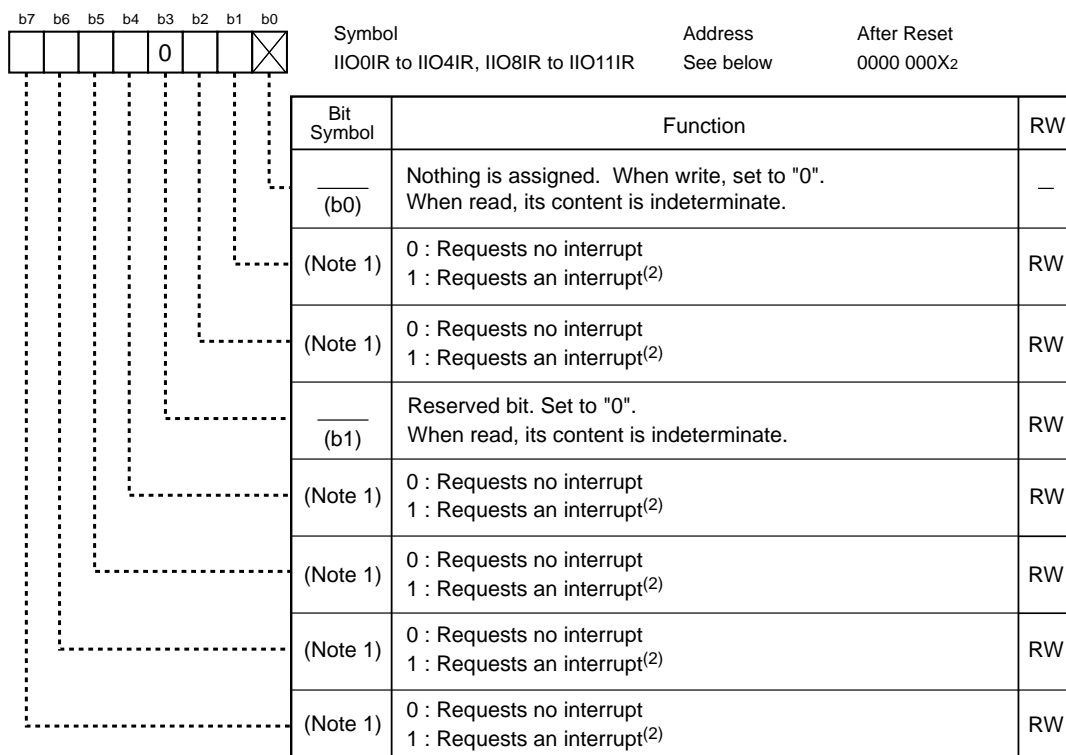 b7 b6 b5 b4 b3 b2 b1 b0
0
Symbol Address After Reset
IIO0IR to IIO4IR, IIO8IR to IIO11IR See below 0000 000X2
Bit
Symbol
Function
RW
(b0)
Nothing is assigned. When write, set to "0".
When read, its content is indeterminate.
—
(Note 1)
0 : Requests no interrupt
1 : Requests an interrupt(2)
RW
(Note 1)
0 : Requests no interrupt
1 : Requests an interrupt(2)
RW
(b1)
Reserved bit. Set to "0".
When read, its content is indeterminate.
RW
(Note 1)
0 : Requests no interrupt
1 : Requests an interrupt(2)
RW
(Note 1)
0 : Requests no interrupt
1 : Requests an interrupt(2)
RW
(Note 1)
0 : Requests no interrupt
1 : Requests an interrupt(2)
RW
(Note 1)
0 : Requests no interrupt
1 : Requests an interrupt(2)
RW